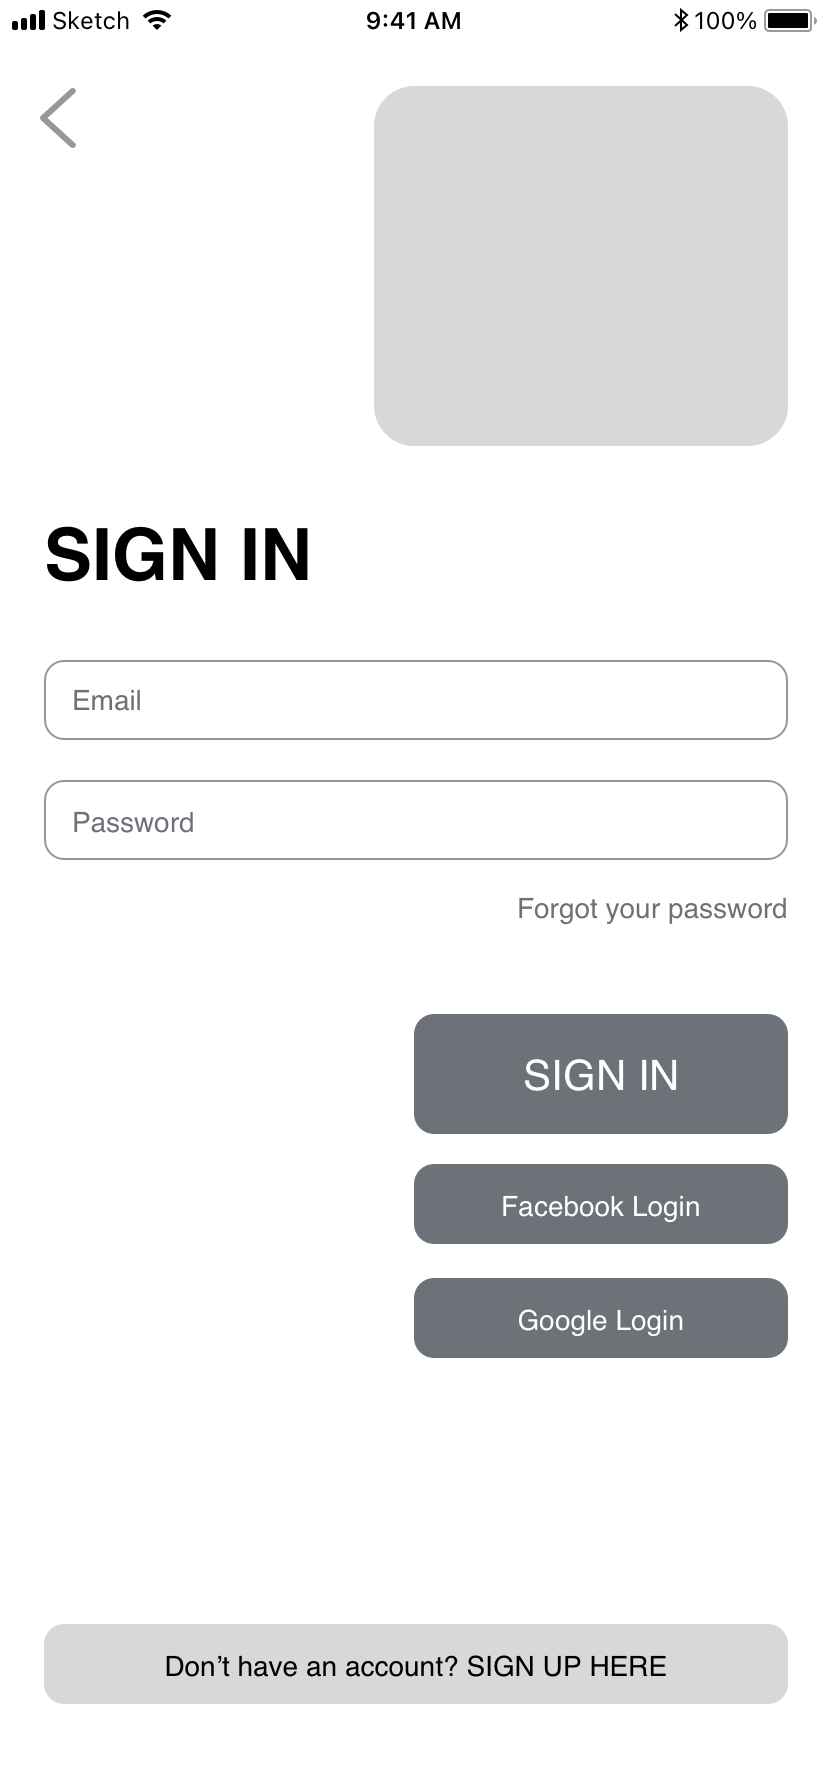 Sketch 9:41 AM 100%
SIGN IN
Email
Password
Forgot your password
SIGN IN
Facebook Login
Google Login
Don’t have an account? SIGN UP HERE